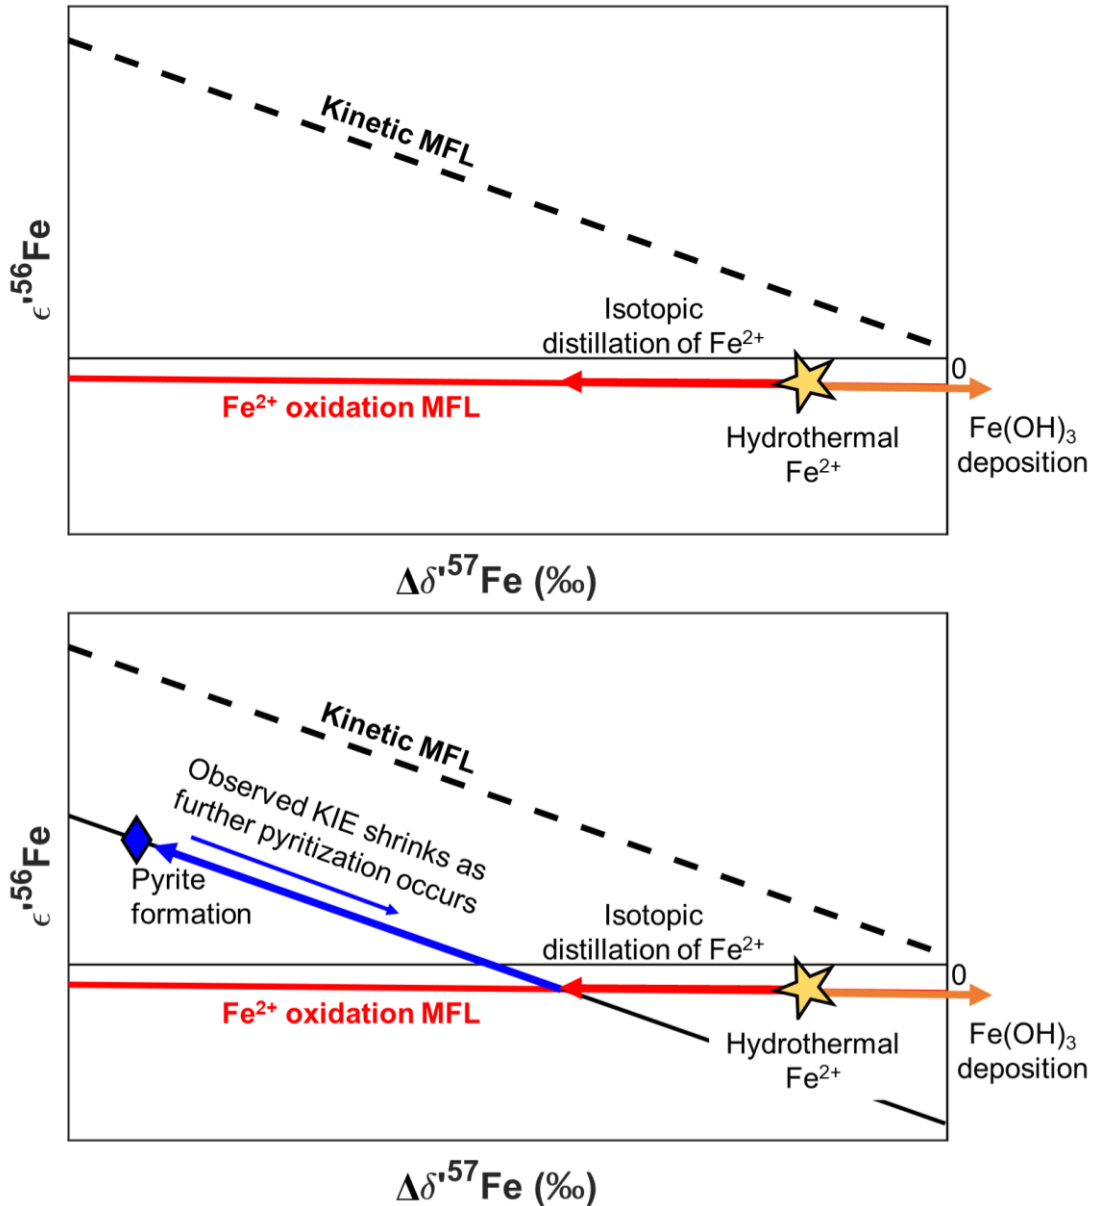 Kinetic MFL
ϵ'⁵⁶Fe
Isotopic
distillation of Fe²⁺
0
Fe²⁺ oxidation MFL
Hydrothermal
Fe²⁺
Fe(OH)₃
deposition
Δδ'⁵⁷Fe (‰)
Kinetic MFL
Observed KIE shrinks as
further pyritization occurs
ϵ'⁵⁶Fe
Pyrite
formation
Isotopic
distillation of Fe²⁺
0
Fe²⁺ oxidation MFL
Hydrothermal
Fe²⁺
Fe(OH)₃
deposition
Δδ'⁵⁷Fe (‰)